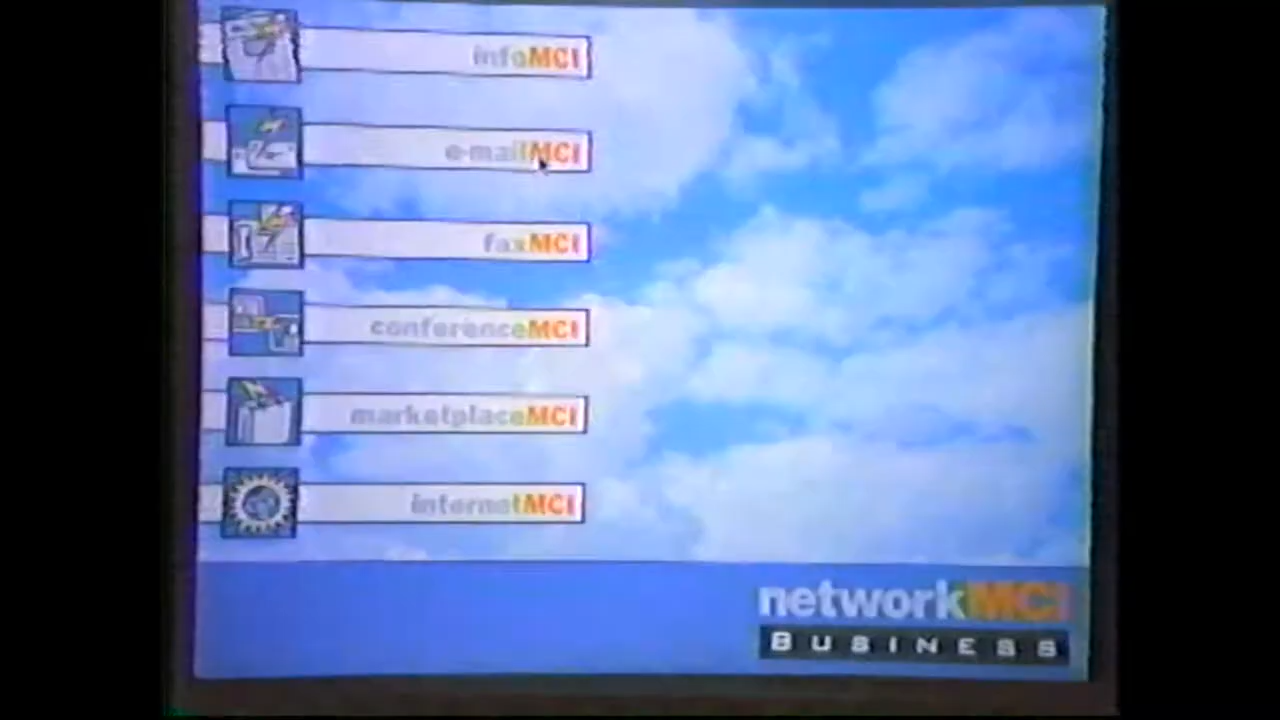 infoMCI
e-mailMCI
faxMCI
conferenceMCI
marketplaceMCI
internetMCI
networkMCI
BUSINESS